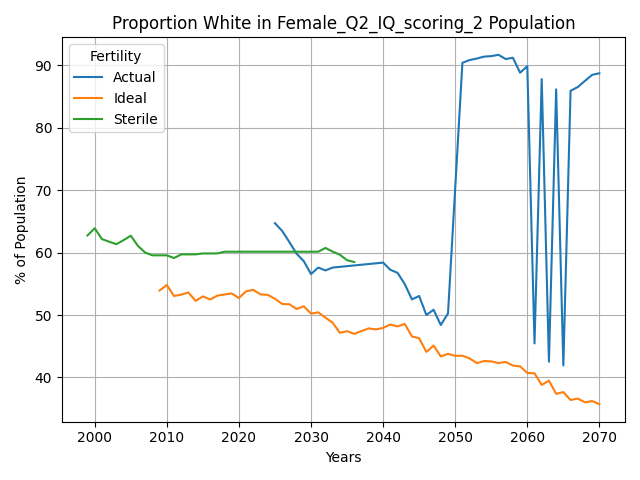 Proportion White in Female_Q2_IQ_scoring_2 Population
Fertility
Actual
Ideal
Sterile
% of Population
90
80
70
60
50
40
2000 2010 2020 2030 2040 2050 2060 2070
Years